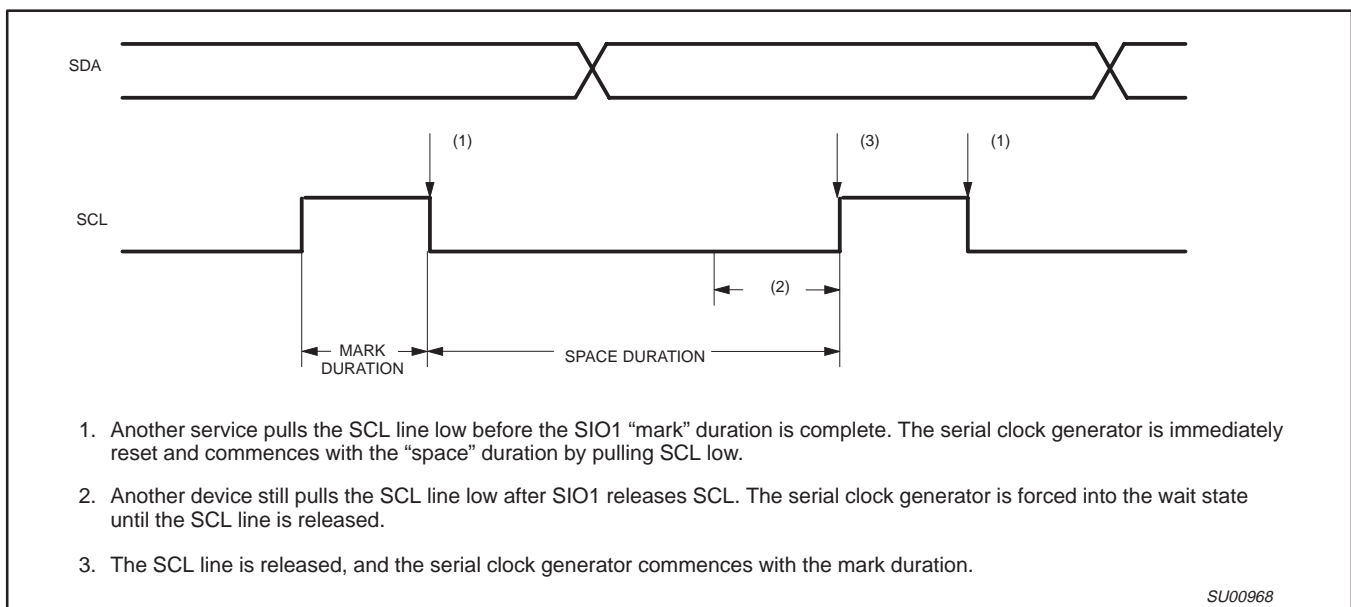 SDA
(1)
(3)
(1)
SCL
(2)
MARK
DURATION
SPACE DURATION
1. Another service pulls the SCL line low before the SIO1 “mark” duration is complete. The serial clock generator is immediately
reset and commences with the “space” duration by pulling SCL low.
2. Another device still pulls the SCL line low after SIO1 releases SCL. The serial clock generator is forced into the wait state
until the SCL line is released.
3. The SCL line is released, and the serial clock generator commences with the mark duration.
SU00968